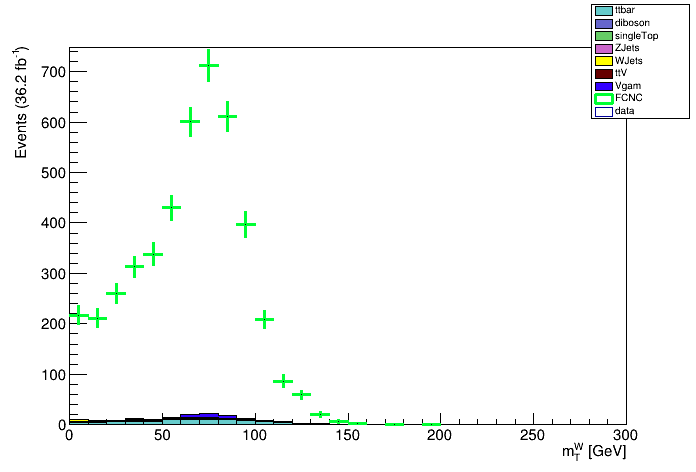 ttbar
diboson
singleTop
ZJets
WJets
ttV
Vgam
FCNC
data
Events (36.2 fb⁻¹)
700
600
500
400
300
200
100
0
0 50 100 150 200 250 300
m_T^W [GeV]